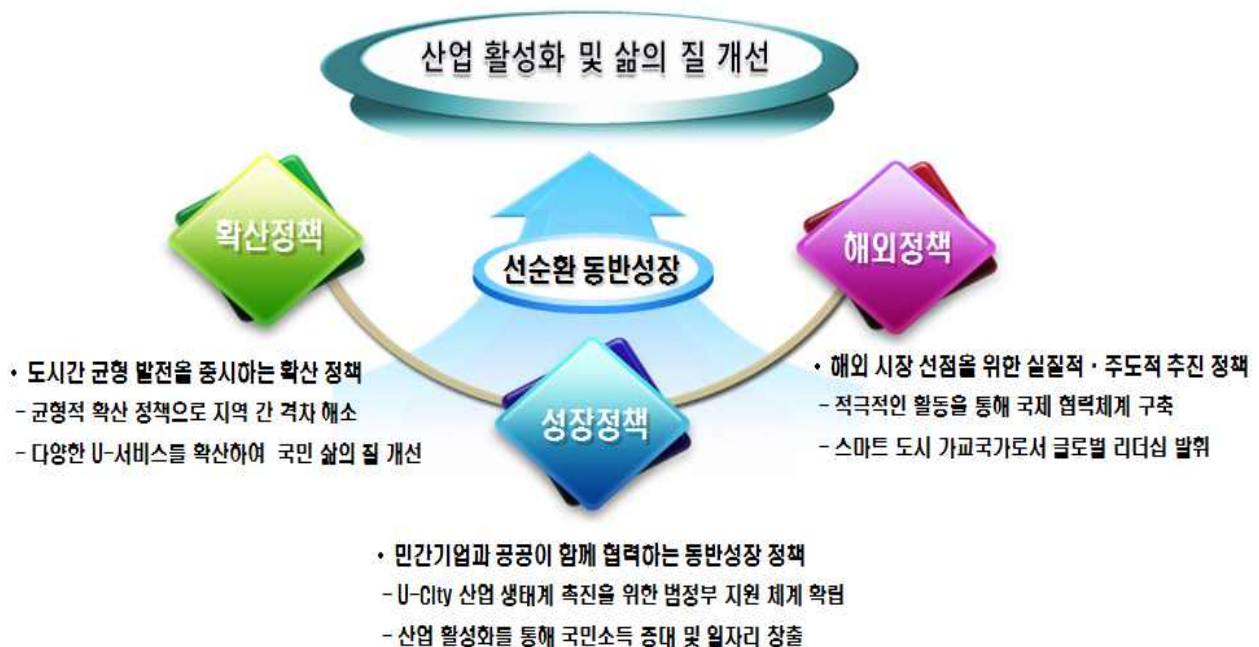 산업 활성화 및 삶의 질 개선
확산정책
선순환 동반성장
해외정책
성장정책
• 도시간 균형 발전을 중시하는 확산 정책
- 균형적 확산 정책으로 지역 간 격차 해소
- 다양한 U-서비스를 확산하여 국민 삶의 질 개선
• 해외 시장 선점을 위한 실질적·주도적 추진 정책
- 적극적인 활동을 통해 국제 협력체계 구축
- 스마트 도시 가교국가로서 글로벌 리더십 발휘
• 민간기업과 공공이 함께 협력하는 동반성장 정책
- U-City 산업 생태계 촉진을 위한 범정부 지원 체계 확립
- 산업 활성화를 통해 국민소득 증대 및 일자리 창출